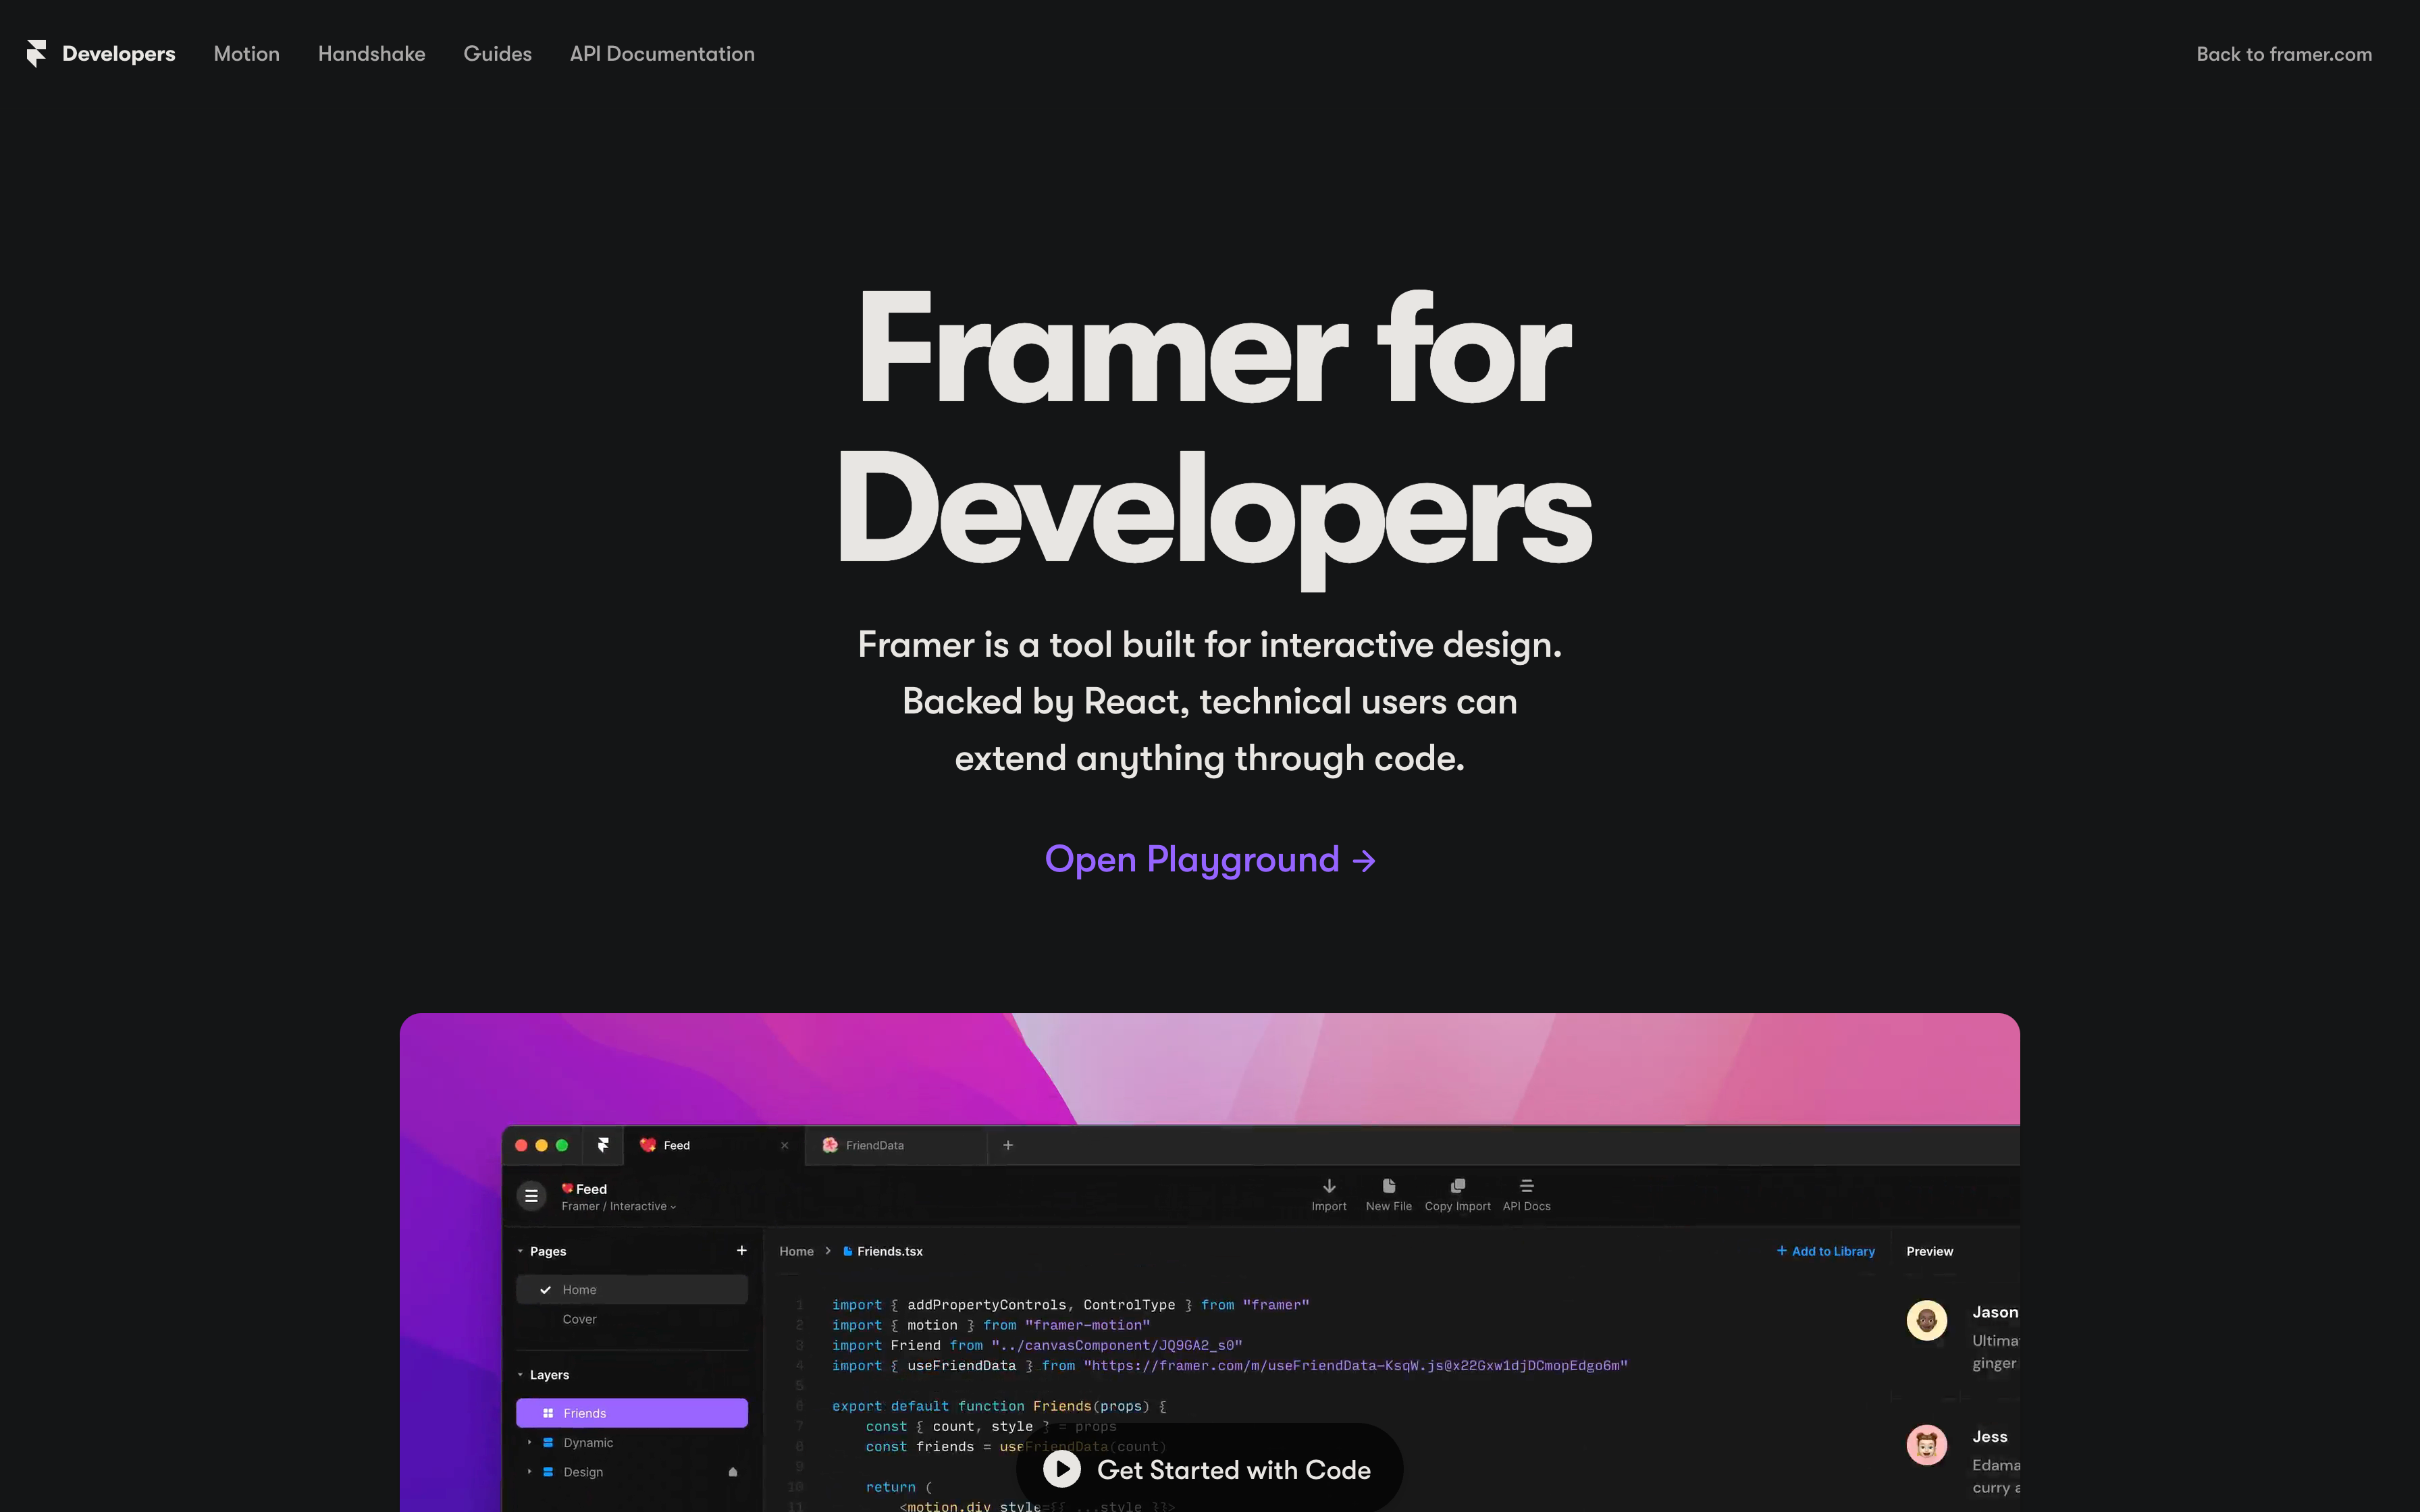 Developers Motion Handshake Guides API Documentation Back to framer.com
Framer for
Developers
Framer is a tool built for interactive design.
Backed by React, technical users can
extend anything through code.
Open Playground →
Feed × FriendData +
Feed
Framer / Interactive
Import New File Copy Import API Docs
Pages +
Home
Cover
Layers
Friends
Dynamic
Design
Home > Friends.tsx + Add to Library Preview
1 import { addPropertyControls, ControlType } from "framer"
2 import { motion } from "framer-motion"
3 import Friend from "../canvasComponent/JQ9GA2_s0"
4 import { useFriendData } from "https://framer.com/m/useFriendData-KsqW.js@x22Gxw1djDCmopEdgo6m"
5
6 export default function Friends(props) {
7 const { count, style } = props
8 const friends = useFriendData(count)
9
10 return (
11 <motion.div style={{ ...style }}>
Jason
Ultima
ginger
Jess
Edama
curry a
Get Started with Code